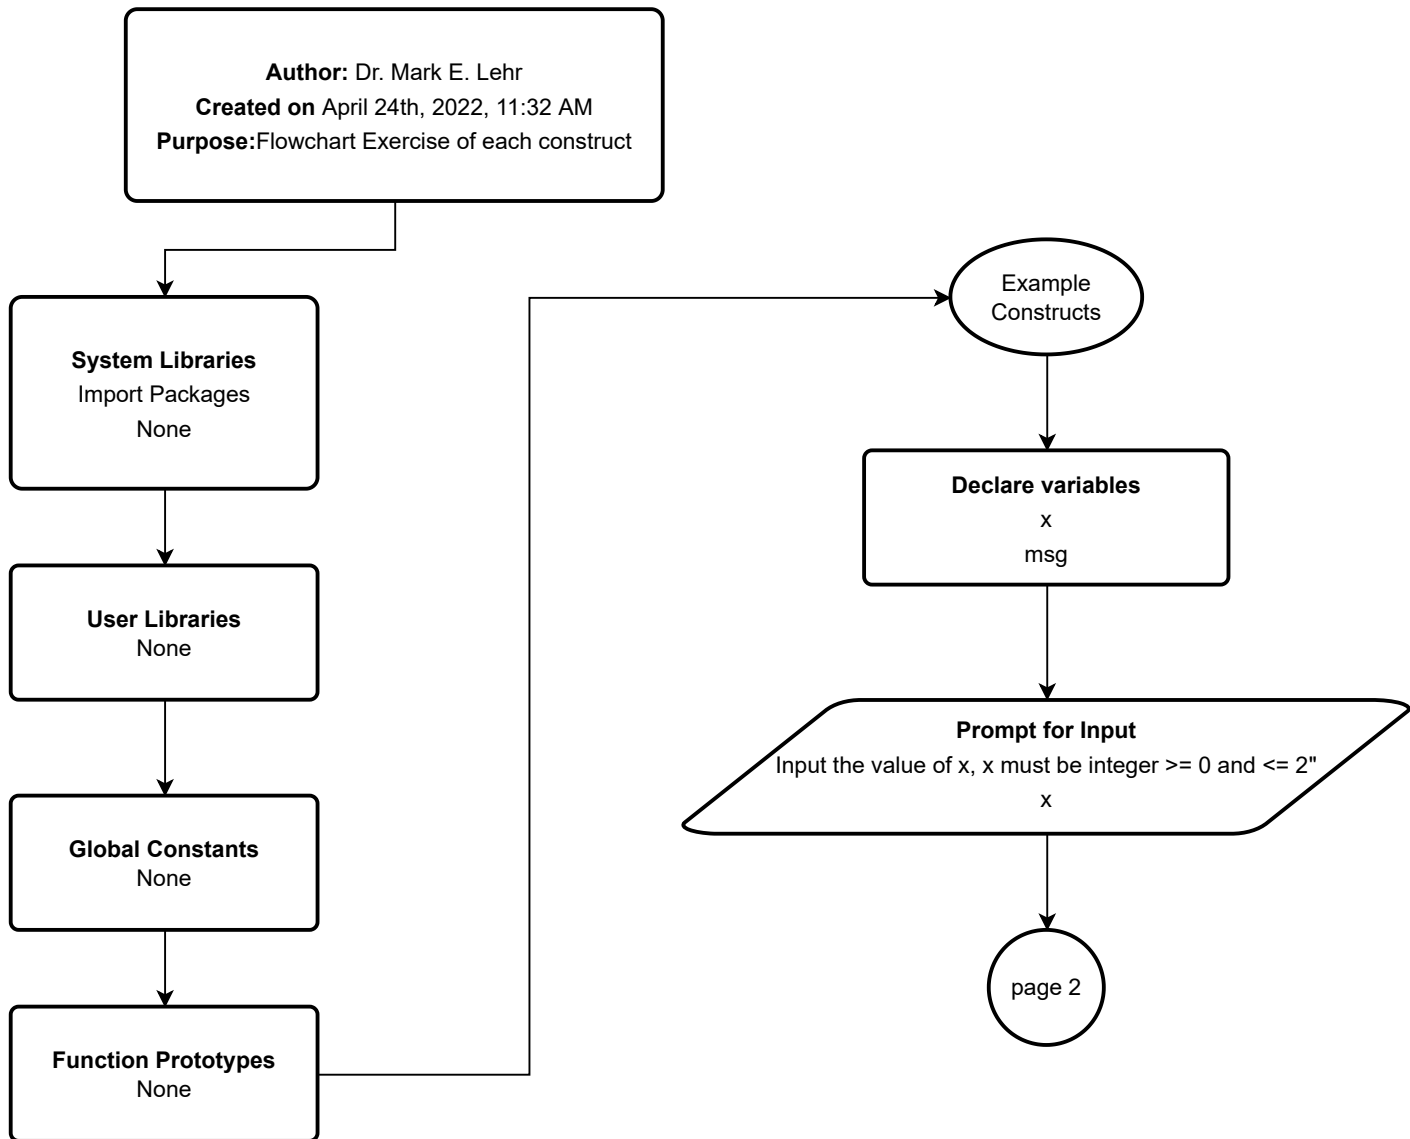 Author: Dr. Mark E. Lehr
Created on April 24th, 2022, 11:32 AM
Purpose:Flowchart Exercise of each construct
System Libraries
Import Packages
None
User Libraries
None
Global Constants
None
Function Prototypes
None
Example
Constructs
Declare variables
x
msg
Prompt for Input
Input the value of x, x must be integer >= 0 and <= 2"
x
page 2